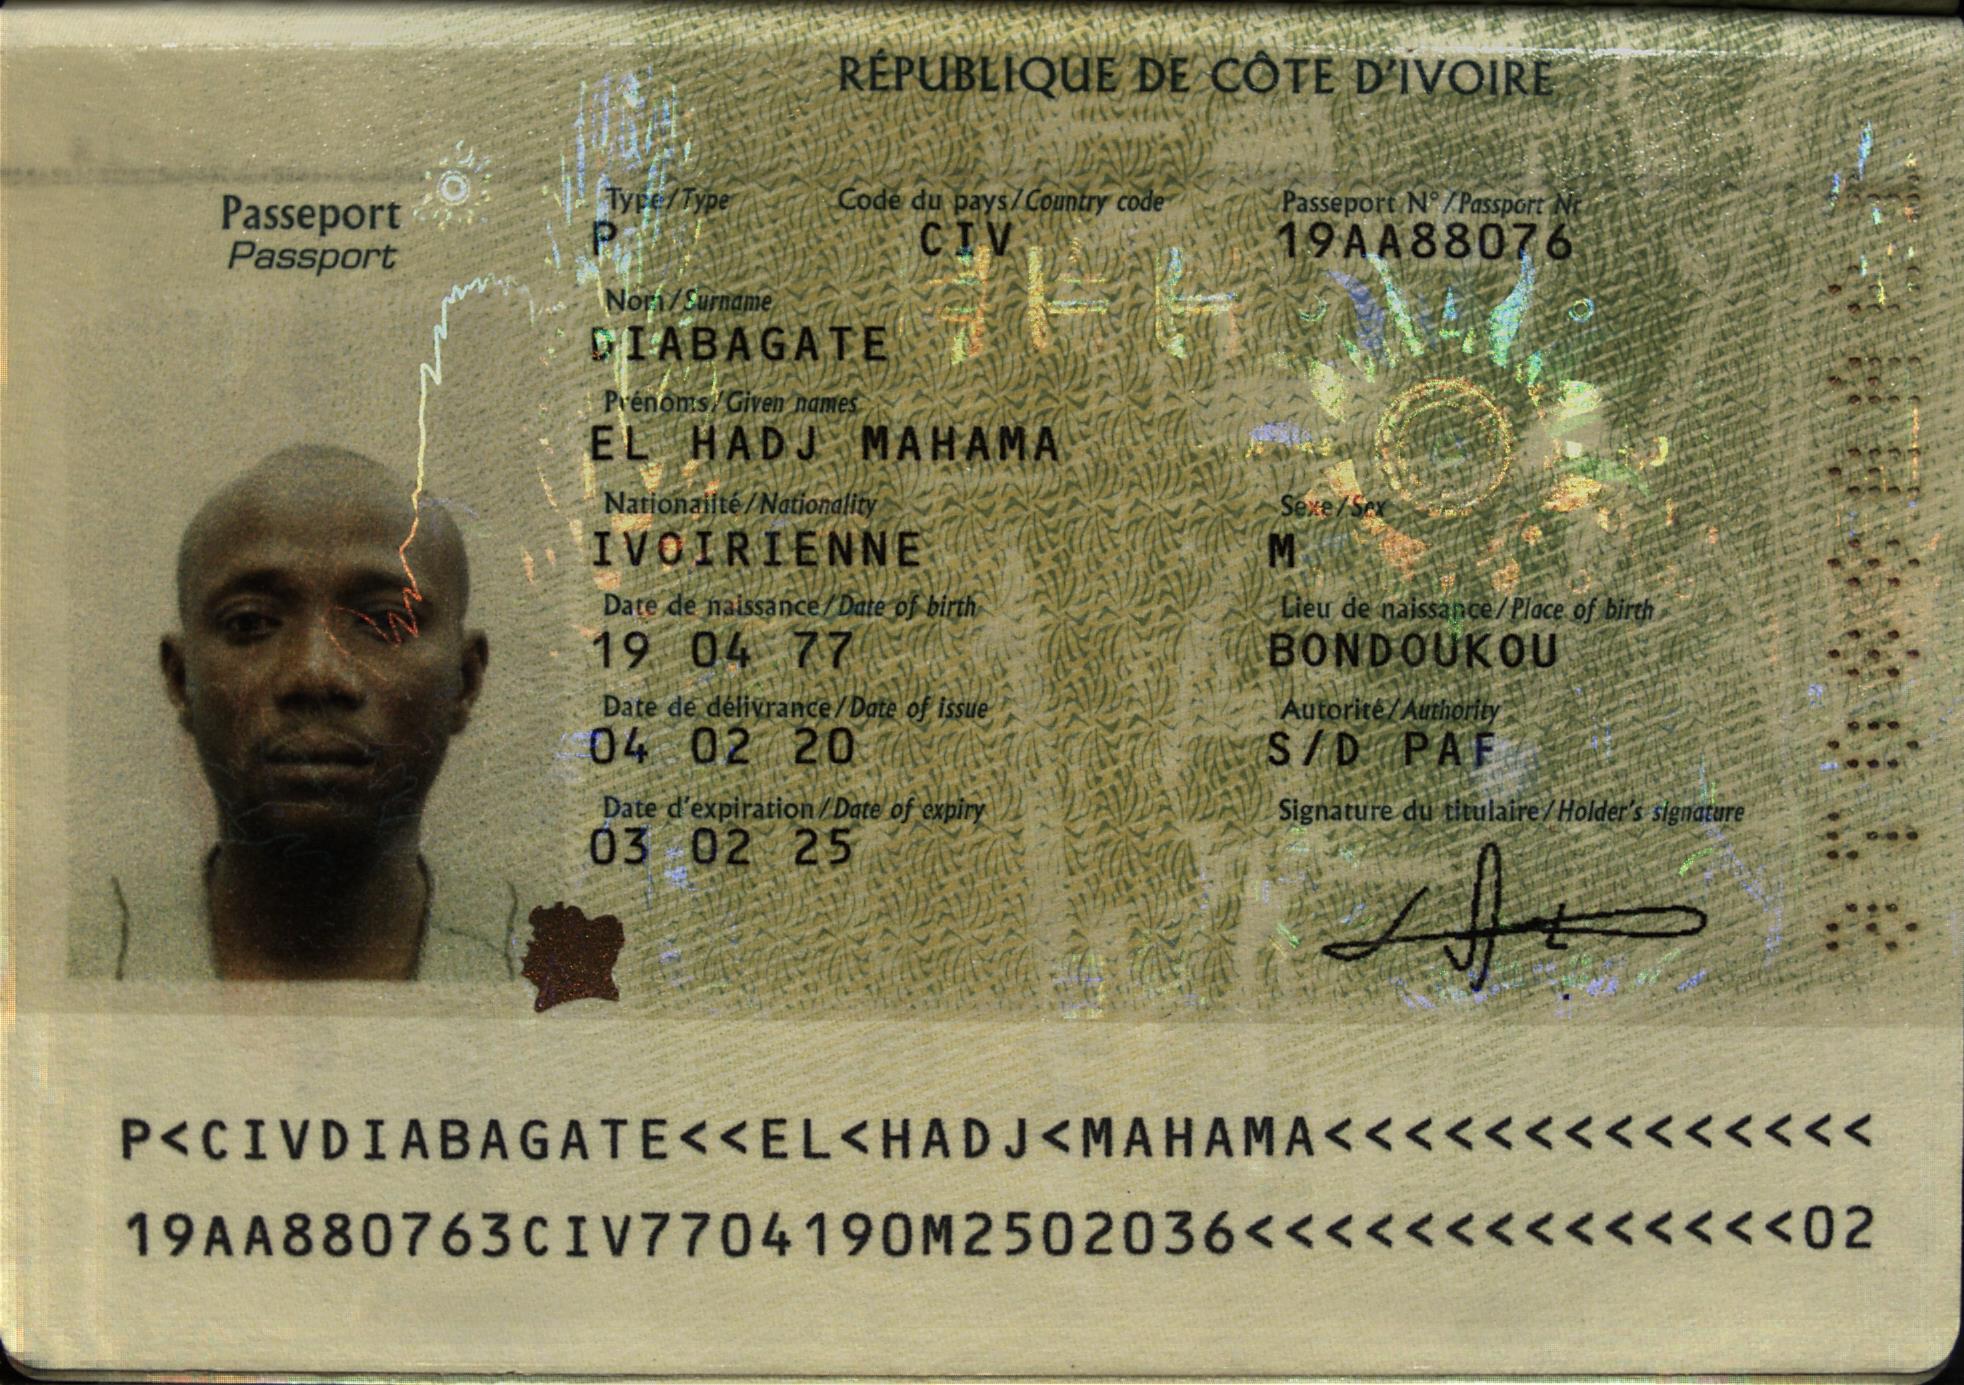 RÉPUBLIQUE DE CÔTE D'IVOIRE
Passeport
Passport
Type/Type
P
Code du pays/Country code
CIV
Passeport N°/Passport Nr
19AA88076
Nom/Surname
DIABAGATE
Prénoms/Given names
EL HADJ MAHAMA
Nationalité/Nationality
IVOIRIENNE
Sexe/Sex
M
Date de naissance/Date of birth
19 04 77
Lieu de naissance/Place of birth
BONDOUKOU
Date de délivrance/Date of issue
04 02 20
Autorité/Authority
S/D PAF
Date d'expiration/Date of expiry
03 02 25
Signature du titulaire/Holder's signature
P<CIVDIABAGATE<<EL<HADJ<MAHAMA<<<<<<<<<<<<<<
19AA880763CIV7704190M2502036<<<<<<<<<<<<<<02